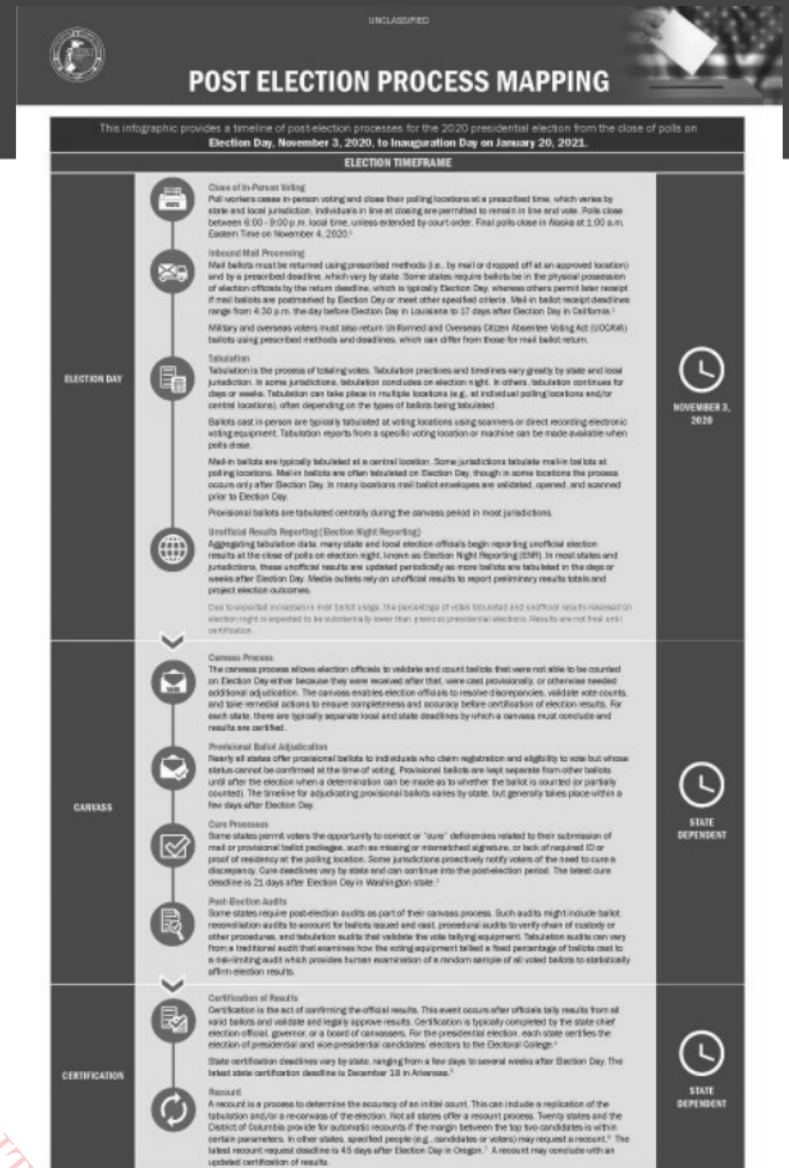 UNCLASSIFIED
POST ELECTION PROCESS MAPPING
This infographic provides a timeline of post-election processes for the 2020 presidential election from the close of polls on
Election Day, November 3, 2020, to Inauguration Day on January 20, 2021.
ELECTION TIMEFRAME
ELECTION DAY
Close of In-Person Voting
Poll workers cease in-person voting and close their polling locations at a prescribed time, which varies by
state and local jurisdiction. Individuals in line at closing are permitted to remain in line and vote. Polls close
between 6:00 - 9:00 p.m. local time, unless extended by court order. Final polls close in Alaska at 1:00 a.m.
Eastern Time on November 4, 2020.¹
Inbound Mail Processing
Mail ballots must be returned using prescribed methods (i.e., by mail or dropped off at an approved location)
and by a prescribed deadline, which vary by state. Some states require ballots be in the physical possession
of election officials by the return deadline, which is typically Election Day, whereas others permit later receipt
if mail ballots are postmarked by Election Day or meet other specified criteria. Mail-in ballot receipt deadlines
range from 4:30 p.m. the day before Election Day in Louisiana to 17 days after Election Day in California.²
Military and overseas voters must also return Uniformed and Overseas Citizen Absentee Voting Act (UOCAVA)
ballots using prescribed methods and deadlines, which can differ from those for mail ballot return.
Tabulation
Tabulation is the process of totaling votes. Tabulation practices and timelines vary greatly by state and local
jurisdiction. In some jurisdictions, tabulation concludes on election night. In others, tabulation continues for
days or weeks. Tabulation can take place in multiple locations (e.g., at individual polling locations and/or
central locations), often depending on the types of ballots being tabulated.
Ballots cast in-person are typically tabulated at voting locations using scanners or direct recording electronic
voting equipment. Tabulation reports from a specific voting location or machine can be made available when
polls close.
Mail-in ballots are typically tabulated at a central location. Some jurisdictions tabulate mail-in ballots at
polling locations. Mail-in ballots are often tabulated on Election Day, though in some locations the process
occurs only after Election Day. In many locations mail ballot envelopes are validated, opened, and scanned
prior to Election Day.
Provisional ballots are tabulated centrally during the canvass period in most jurisdictions.
Unofficial Results Reporting (Election Night Reporting)
Aggregating tabulation data, many state and local election officials begin reporting unofficial election
results at the close of polls on election night, known as Election Night Reporting (ENR). In most states and
jurisdictions, these unofficial results are updated periodically as more ballots are tabulated in the days or
weeks after Election Day. Media outlets rely on unofficial results to report preliminary results totals and
project election outcomes.
Due to expected increases in mail ballot usage, the percentage of votes tabulated and unofficial results released on
election night is expected to be substantially lower than previous presidential elections. Results are not final until
certification.
NOVEMBER 3,
2020
CANVASS
Canvass Process
The canvass process allows election officials to validate and count ballots that were not able to be counted
on Election Day either because they were received after that, were cast provisionally, or otherwise needed
additional adjudication. The canvass enables election officials to resolve discrepancies, validate vote counts,
and take remedial actions to ensure completeness and accuracy before certification of election results. For
each state, there are typically separate local and state deadlines by which a canvass must conclude and
results are certified.
Provisional Ballot Adjudication
Nearly all states offer provisional ballots to individuals who claim registration and eligibility to vote but whose
status cannot be confirmed at the time of voting. Provisional ballots are kept seperate from other ballots
until after the election when a determination can be made as to whether the ballot is counted (or partially
counted). The timeline for adjudicating provisional ballots varies by state, but generally takes place within a
few days after Election Day.
Cure Processes
Some states permit voters the opportunity to correct or "cure" deficiencies related to their submission of
mail or provisional ballot packages, such as missing or mismatched signature, or lack of required ID or
proof of residency at the polling location. Some jurisdictions proactively notify voters of the need to cure a
discrepancy. Cure deadlines vary by state and can continue into the post-election period. The latest cure
deadline is 21 days after Election Day in Washington state.³
Post-Election Audits
Some states require post-election audits as part of their canvass process. Such audits might include ballot
reconciliation audits to account for ballots issued and cast, procedural audits to verify chain of custody or
other procedures, and tabulation audits that validate the vote tallying equipment. Tabulation audits can vary
from a traditional audit that examines how the voting equipment tallied a fixed percentage of ballots cast to
a risk-limiting audit which provides human examination of a random sample of all voted ballots to statistically
affirm election results.
STATE
DEPENDENT
CERTIFICATION
Certification of Results
Certification is the act of confirming the official results. This event occurs after officials tally results from all
valid ballots and validate and legally approve results. Certification is typically completed by the state chief
election official, governor, or a board of canvassers. For the presidential election, each state certifies the
election of presidential and vice-presidential candidates' electors to the Electoral College.⁴
State certification deadlines vary by state, ranging from a few days to several weeks after Election Day. The
latest state certification deadline is December 18 in Arkansas.⁵
Recount
A recount is a process to determine the accuracy of an initial count. This can include a replication of the
tabulation and/or a re-canvass of the election. Not all states offer a recount process. Twenty states and the
District of Columbia provide for automatic recounts if the margin between the top two candidates is within
certain parameters. In other states, specified people (e.g., candidates or voters) may request a recount.⁶ The
latest recount request deadline is 45 days after Election Day in Oregon.⁷ A recount may conclude with an
updated certification of results.
STATE
DEPENDENT